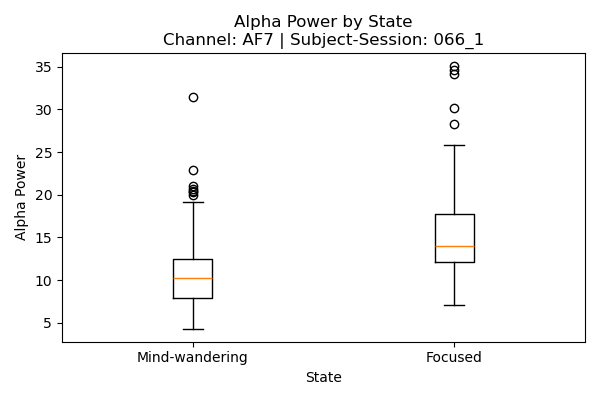 Alpha Power by State
Channel: AF7 | Subject-Session: 066_1
Alpha Power
35
30
25
20
15
10
5
Mind-wandering
Focused
State